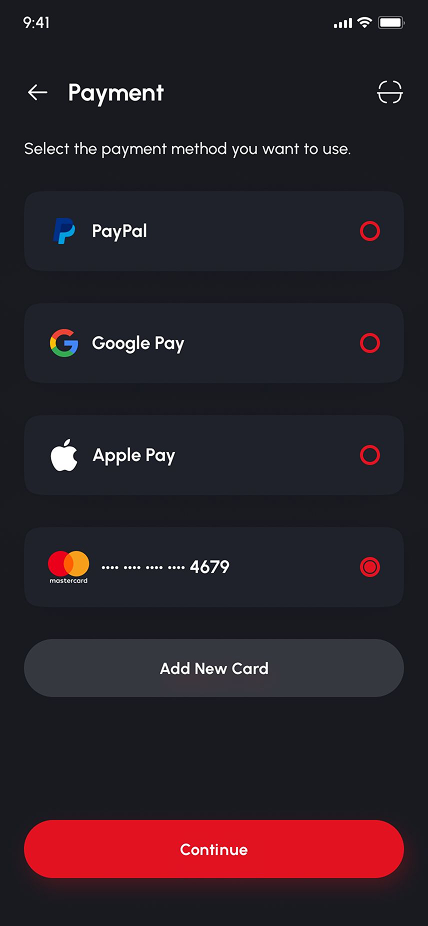 9:41
Payment
Select the payment method you want to use.
PayPal
Google Pay
Apple Pay
mastercard
•••• •••• •••• •••• 4679
Add New Card
Continue